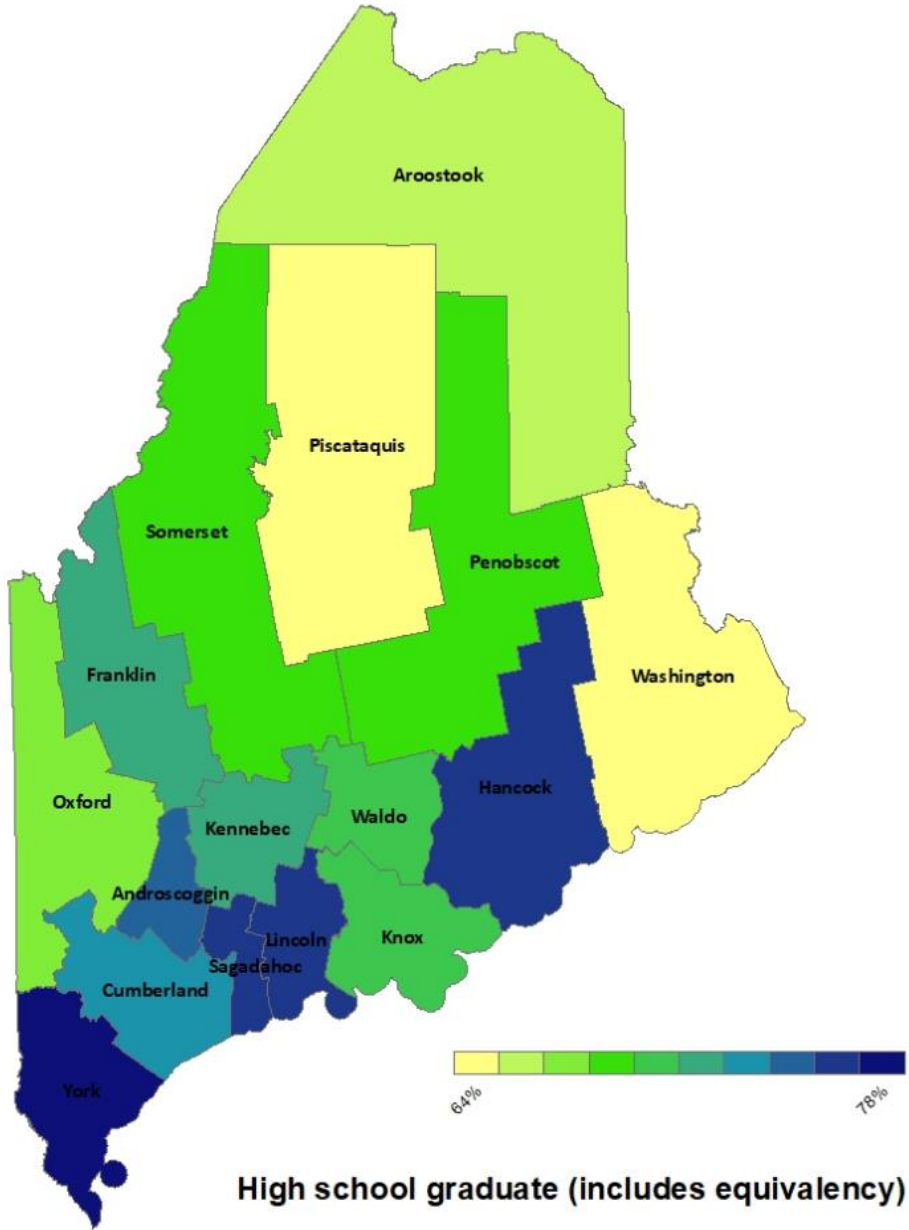 Aroostook
Piscataquis
Somerset
Penobscot
Franklin
Washington
Oxford
Hancock
Kennebec
Waldo
Androscoggin
Lincoln
Knox
Sagadahoc
Cumberland
York
64%
78%
High school graduate (includes equivalency)